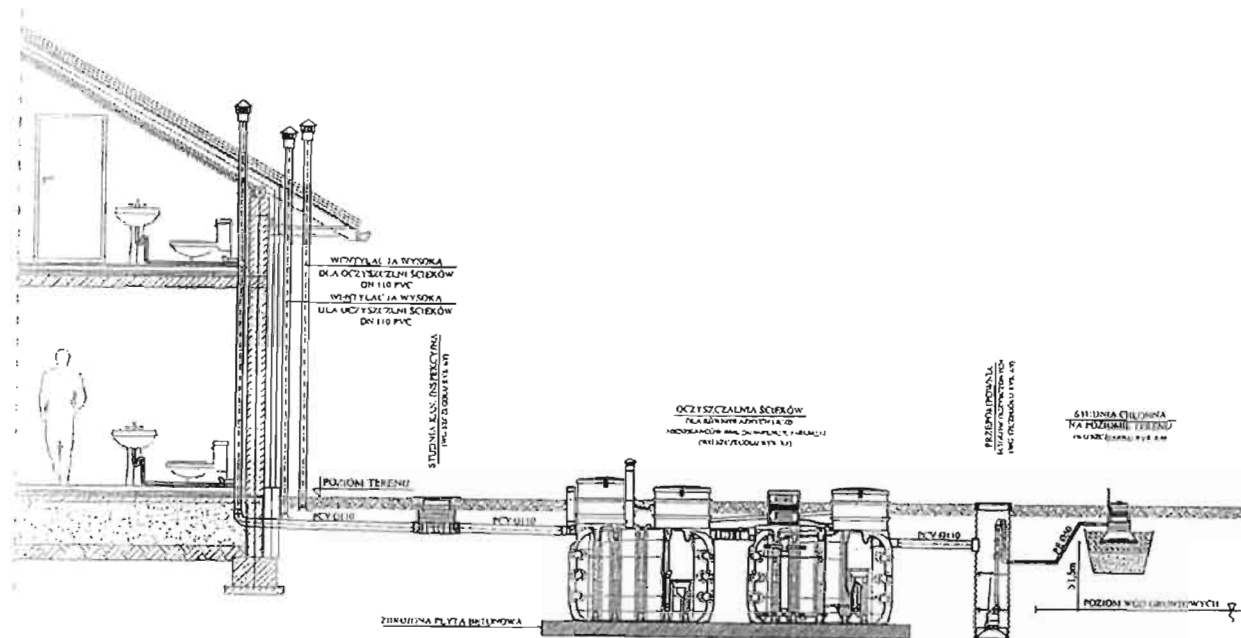 WENTYLACJA WYSOKA
DLA OCZYSZCZALNI ŚCIEKÓW
DN 110 PVC
WENTYLACJA WYSOKA
DLA OCZYSZCZALNI ŚCIEKÓW
DN 110 PVC
STUDNIA KAN. INSPEKCYJNA
OCZYSZCZALNIA ŚCIEKÓW
PRZEPOMPOWNIA
STUDNIA CHŁONNA
NA POZIOMIE TERENU
POZIOM TERENU
PCV Ø110
PCV Ø110
PCV Ø110
PE Ø50
>1,5m
POZIOM WÓD GRUNTOWYCH
ZBROJONA PŁYTA BETONOWA